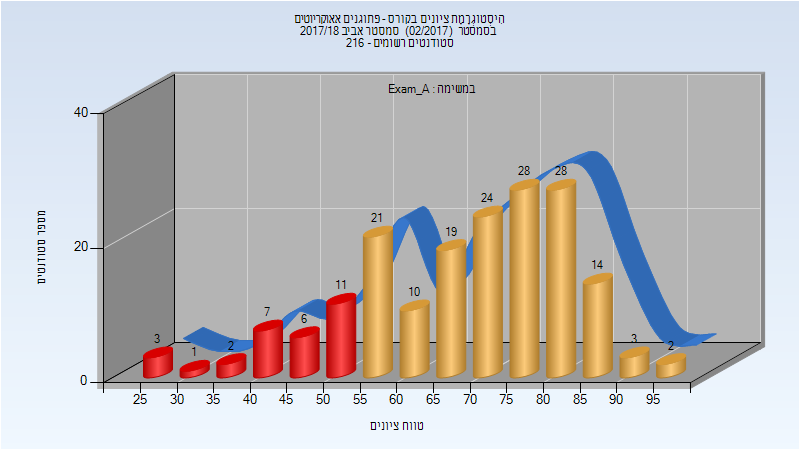 היסטוגרמת ציונים בקורס - פתוגנים אאוקריוטים
בסמסטר (02/2017) סמסטר אביב 2017/18
סטודנטים רשומים - 216
במשימה : Exam_A
מספר סטודנטים
40
20
0
3
1
2
7
6
11
21
10
19
24
28
28
14
3
2
25 30 35 40 45 50 55 60 65 70 75 80 85 90 95
טווח ציונים